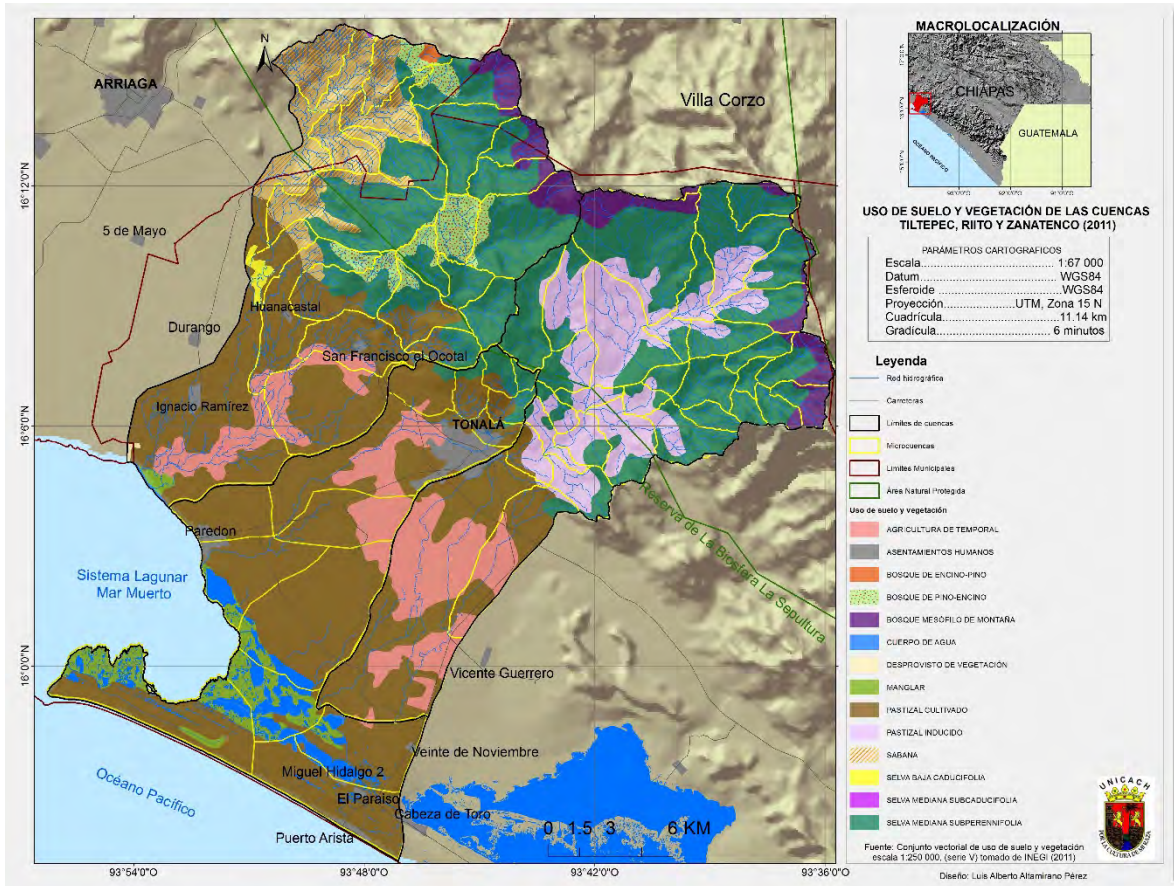 ARRIAGA
N
Villa Corzo
16°12'0"N
5 de Mayo
Huanacastal
Durango
San Francisco el Ocotal
Ignacio Ramírez
TONALÁ
16°6'0"N
Reserva de La Biosfera La Sepultura
Paredon
Sistema Lagunar
Mar Muerto
16°0'0"N
Vicente Guerrero
Veinte de Noviembre
Miguel Hidalgo 2
El Paraiso
Cabeza de Toro
Océano Pacífico
Puerto Arista
0 1.5 3 6 KM
93°54'0"O
93°48'0"O
93°42'0"O
93°36'0"O
MACROLOCALIZACIÓN
CHIAPAS
GUATEMALA
OCÉANO PACÍFICO
USO DE SUELO Y VEGETACIÓN DE LAS CUENCAS
TILTEPEC, RIITO Y ZANATENCO (2011)
PARÁMETROS CARTOGRAFICOS
Escala............................ 1:67 000
Datum............................WGS84
Esferoide........................WGS84
Proyección............UTM, Zona 15 N
Cuadrícula......................11.14 km
Gradícula.......................6 minutos
Leyenda
Red hidrográfica
Carreteras
Límites de cuencas
Microcuencas
Limites Municipales
Área Natural Protegida
Uso de suelo y vegetación
AGRICULTURA DE TEMPORAL
ASENTAMIENTOS HUMANOS
BOSQUE DE ENCINO-PINO
BOSQUE DE PINO-ENCINO
BOSQUE MESÓFILO DE MONTAÑA
CUERPO DE AGUA
DESPROVISTO DE VEGETACIÓN
MANGLAR
PASTIZAL CULTIVADO
PASTIZAL INDUCIDO
SABANA
SELVA BAJA CADUCIFOLIA
SELVA MEDIANA SUBCADUCIFOLIA
SELVA MEDIANA SUBPERENNIFOLIA
UNICACH
POR LA CULTURA DE MI RAZA
Fuente: Conjunto vectorial de uso de suelo y vegetación
escala 1:250 000, (serie V) tomado de INEGI (2011)
Diseño: Luis Alberto Altamirano Pérez